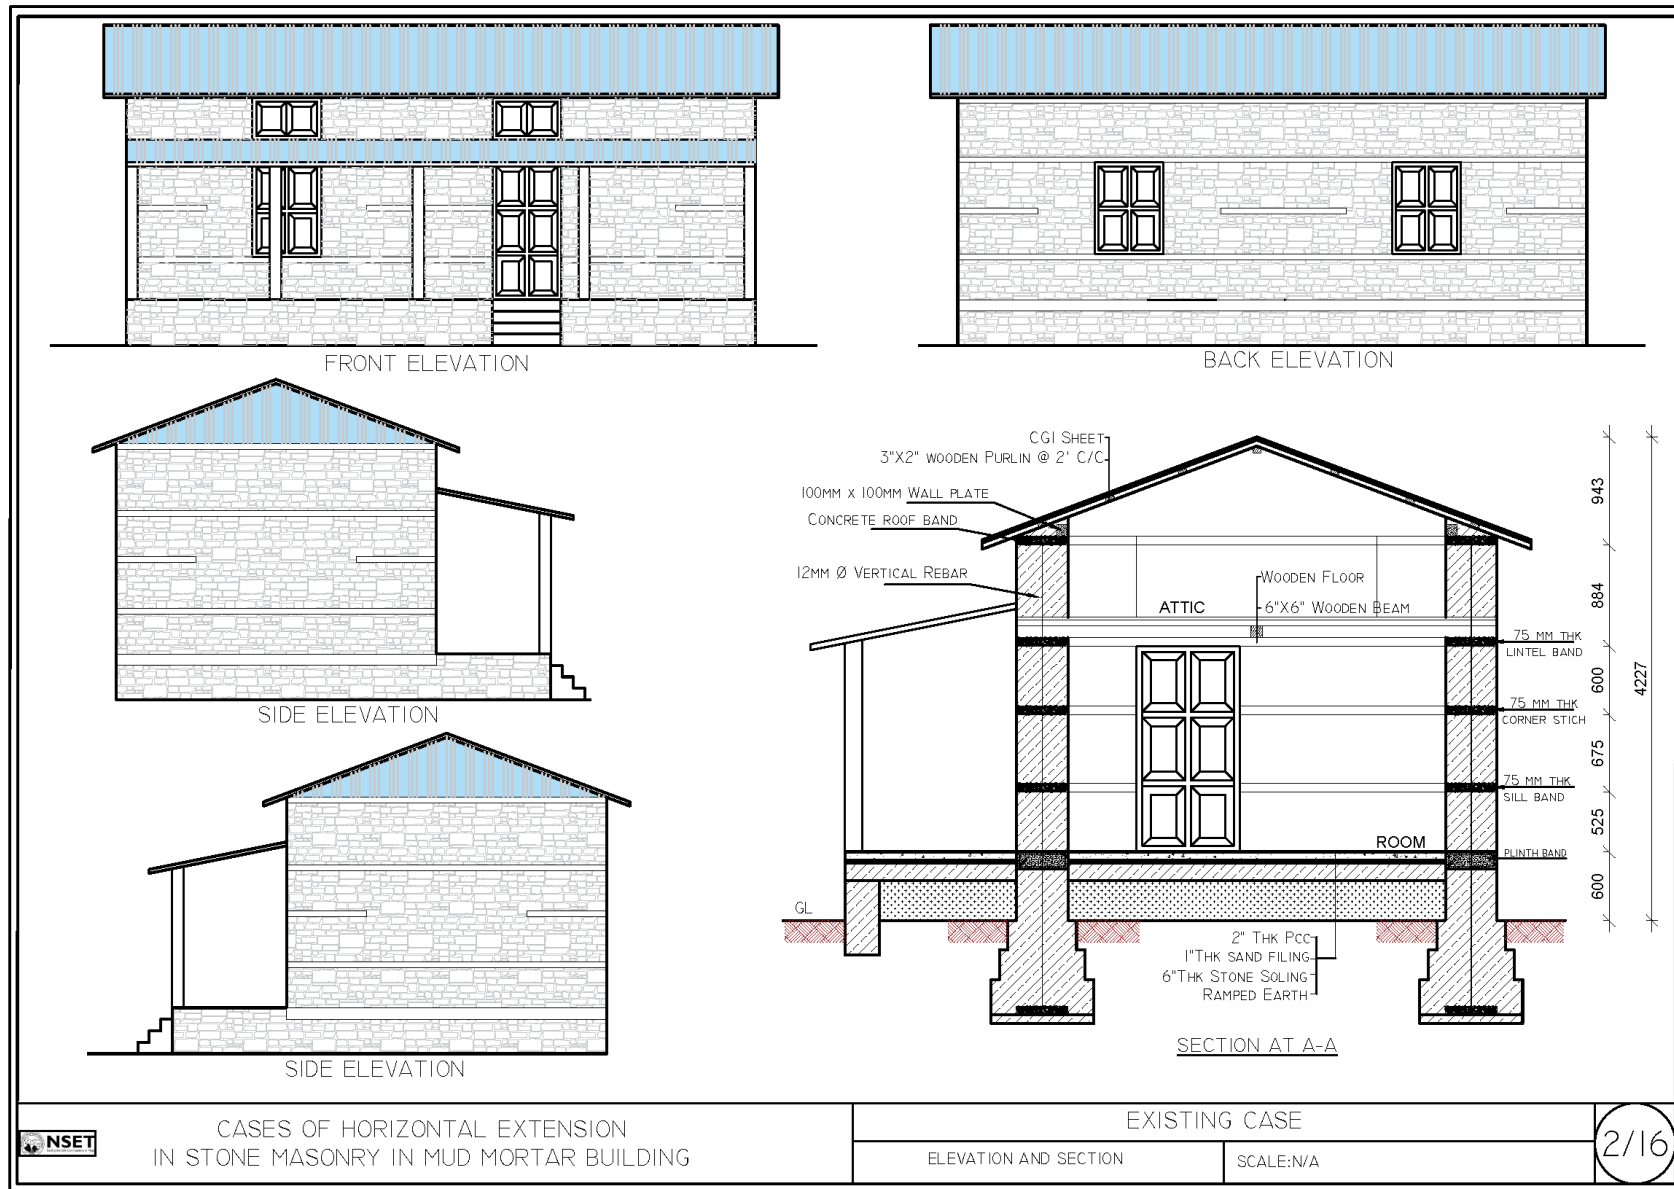 FRONT ELEVATION
BACK ELEVATION
SIDE ELEVATION
SIDE ELEVATION
CGI SHEET
3"X2" WOODEN PURLIN @ 2' C/C
100MM X 100MM WALL PLATE
CONCRETE ROOF BAND
12MM Ø VERTICAL REBAR
WOODEN FLOOR
6"X6" WOODEN BEAM
ATTIC
ROOM
75 MM THK
LINTEL BAND
75 MM THK
CORNER STICH
75 MM THK
SILL BAND
PLINTH BAND
943
884
600
675
525
600
4227
GL
2" THK PCC
1"THK SAND FILING
6"THK STONE SOLING
RAMPED EARTH
SECTION AT A-A
NSET
CASES OF HORIZONTAL EXTENSION
IN STONE MASONRY IN MUD MORTAR BUILDING
EXISTING CASE
ELEVATION AND SECTION
SCALE:N/A
2/16